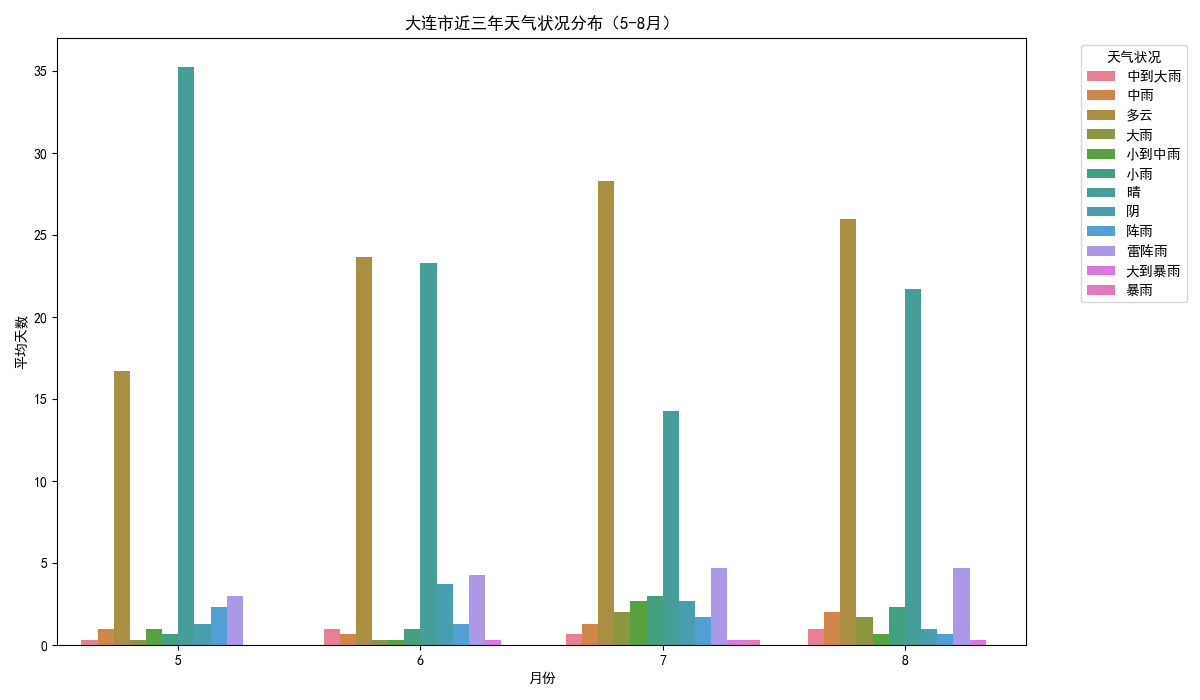 大连市近三年天气状况分布（5-8月）
天气状况
中到大雨
中雨
多云
大雨
小到中雨
小雨
晴
阴
阵雨
雷阵雨
大到暴雨
暴雨
平均天数
35
30
25
20
15
10
5
0
5
6
7
8
月份